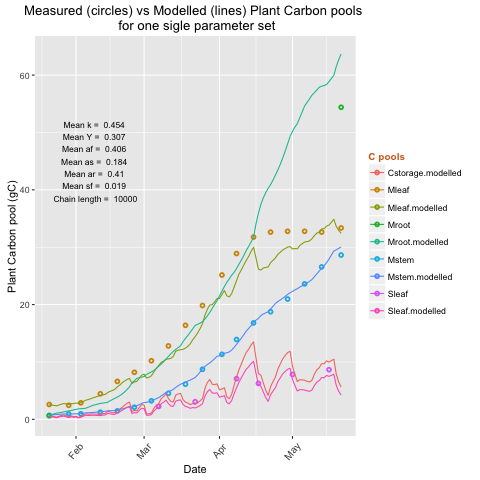 Measured (circles) vs Modelled (lines) Plant Carbon pools
for one sigle parameter set
Plant Carbon pool (gC)
60
40
20
0
Mean k = 0.454
Mean Y = 0.307
Mean af = 0.406
Mean as = 0.184
Mean ar = 0.41
Mean sf = 0.019
Chain length = 10000
Feb
Mar
Apr
May
Date
C pools
Cstorage.modelled
Mleaf
Mleaf.modelled
Mroot
Mroot.modelled
Mstem
Mstem.modelled
Sleaf
Sleaf.modelled